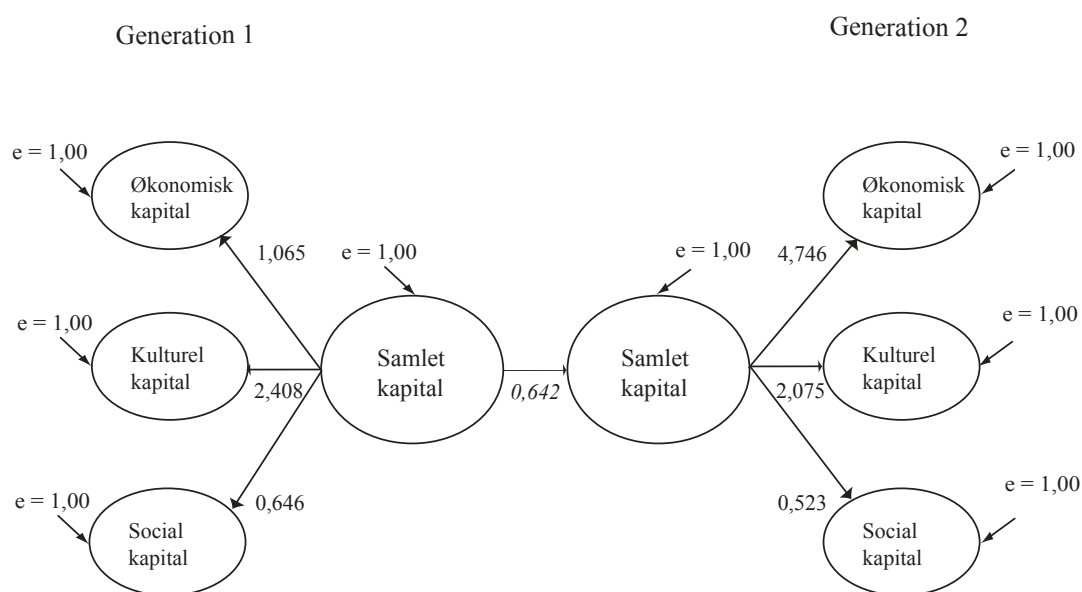 Generation 1
Generation 2
e = 1,00
Økonomisk
kapital
e = 1,00
Økonomisk
kapital
1,065
e = 1,00
e = 1,00
4,746
e = 1,00
Kulturel
kapital
2,408
Samlet
kapital
0,642
Samlet
kapital
2,075
e = 1,00
Kulturel
kapital
e = 1,00
Social
kapital
0,646
0,523
e = 1,00
Social
kapital